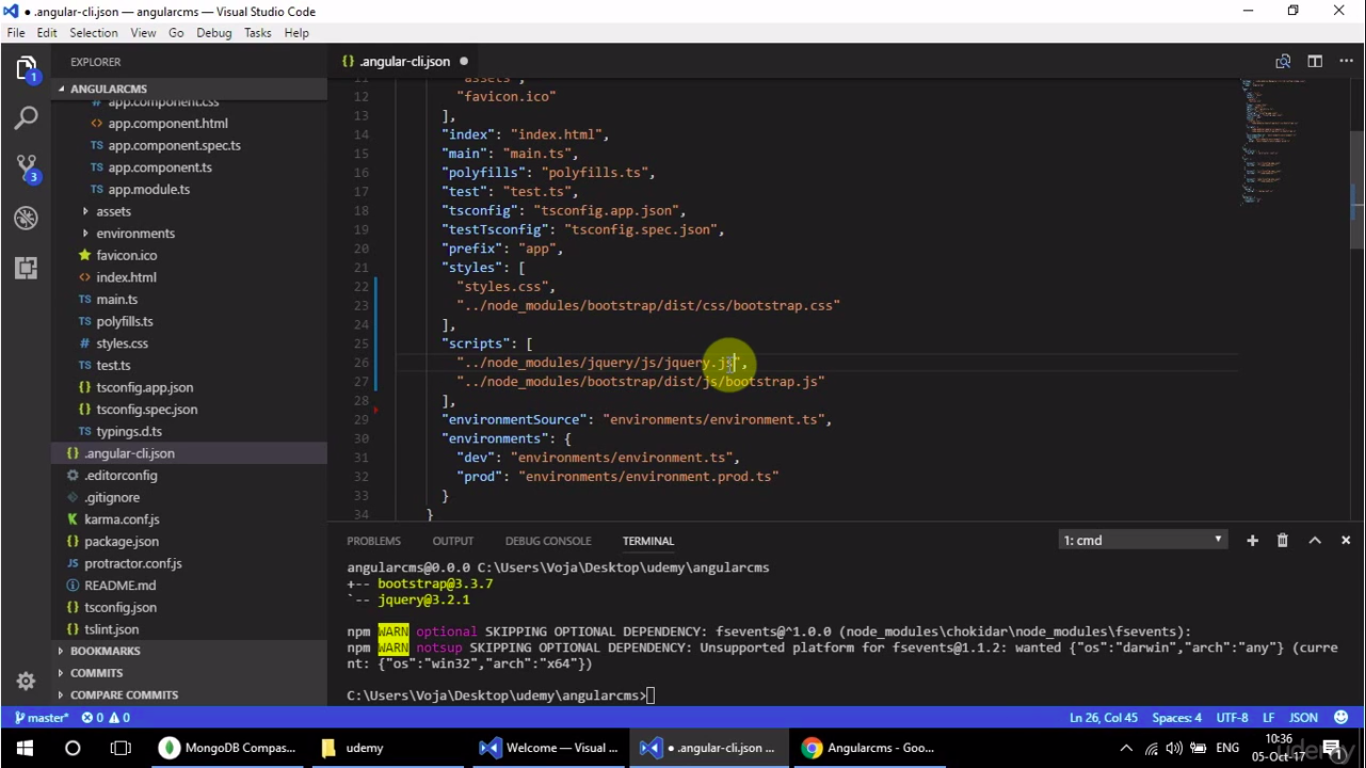 .angular-cli.json — angularcms — Visual Studio Code
File Edit Selection View Go Debug Tasks Help
EXPLORER
.angular-cli.json
1
ANGULARCMS
app.component.css
app.component.html
app.component.spec.ts
TS app.component.ts
TS app.module.ts
assets
environments
favicon.ico
index.html
TS main.ts
TS polyfills.ts
# styles.css
TS test.ts
{} tsconfig.app.json
{} tsconfig.spec.json
TS typings.d.ts
{} .angular-cli.json
.editorconfig
.gitignore
K karma.conf.js
{} package.json
JS protractor.conf.js
README.md
{} tsconfig.json
{} tslint.json
BOOKMARKS
COMMITS
COMPARE COMMITS
3
11 "assets",
12 "favicon.ico"
13 ],
14 "index": "index.html",
15 "main": "main.ts",
16 "polyfills": "polyfills.ts",
17 "test": "test.ts",
18 "tsconfig": "tsconfig.app.json",
19 "testTsconfig": "tsconfig.spec.json",
20 "prefix": "app",
21 "styles": [
22 "styles.css",
23 "../node_modules/bootstrap/dist/css/bootstrap.css"
24 ],
25 "scripts": [
26 "../node_modules/jquery/js/jquery.js",
27 "../node_modules/bootstrap/dist/js/bootstrap.js"
28 ],
29 "environmentSource": "environments/environment.ts",
30 "environments": {
31 "dev": "environments/environment.ts",
32 "prod": "environments/environment.prod.ts"
33 }
34 }
PROBLEMS OUTPUT DEBUG CONSOLE TERMINAL 1: cmd
angularcms@0.0.0 C:\Users\Voja\Desktop\udemy\angularcms
+-- bootstrap@3.3.7
`-- jquery@3.2.1
npm WARN optional SKIPPING OPTIONAL DEPENDENCY: fsevents@^1.0.0 (node_modules\chokidar\node_modules\fsevents):
npm WARN notsup SKIPPING OPTIONAL DEPENDENCY: Unsupported platform for fsevents@1.1.2: wanted {"os":"darwin","arch":"any"} (curre
nt: {"os":"win32","arch":"x64"})
C:\Users\Voja\Desktop\udemy\angularcms>
master* 0 0 Ln 26, Col 45 Spaces: 4 UTF-8 LF JSON
MongoDB Compas... udemy Welcome — Visual ... .angular-cli.json ... Angularcms - Goo... ENG
10:36
05-Oct-17
udemy
1